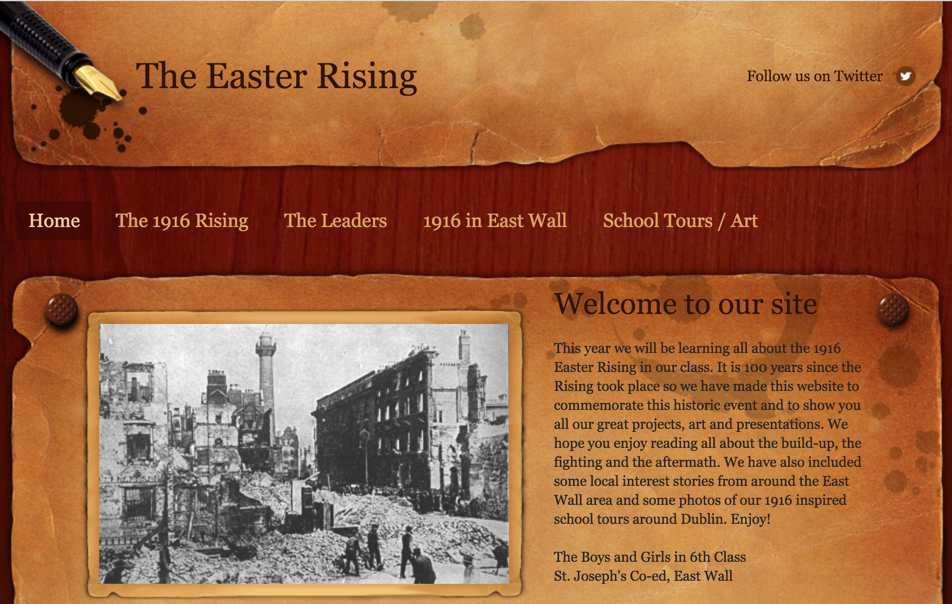 The Easter Rising
Follow us on Twitter
Home
The 1916 Rising
The Leaders
1916 in East Wall
School Tours / Art
Welcome to our site
This year we will be learning all about the 1916
Easter Rising in our class. It is 100 years since the
Rising took place so we have made this website to
commemorate this historic event and to show you
all our great projects, art and presentations. We
hope you enjoy reading all about the build-up, the
fighting and the aftermath. We have also included
some local interest stories from around the East
Wall area and some photos of our 1916 inspired
school tours around Dublin. Enjoy!
The Boys and Girls in 6th Class
St. Joseph's Co-ed, East Wall